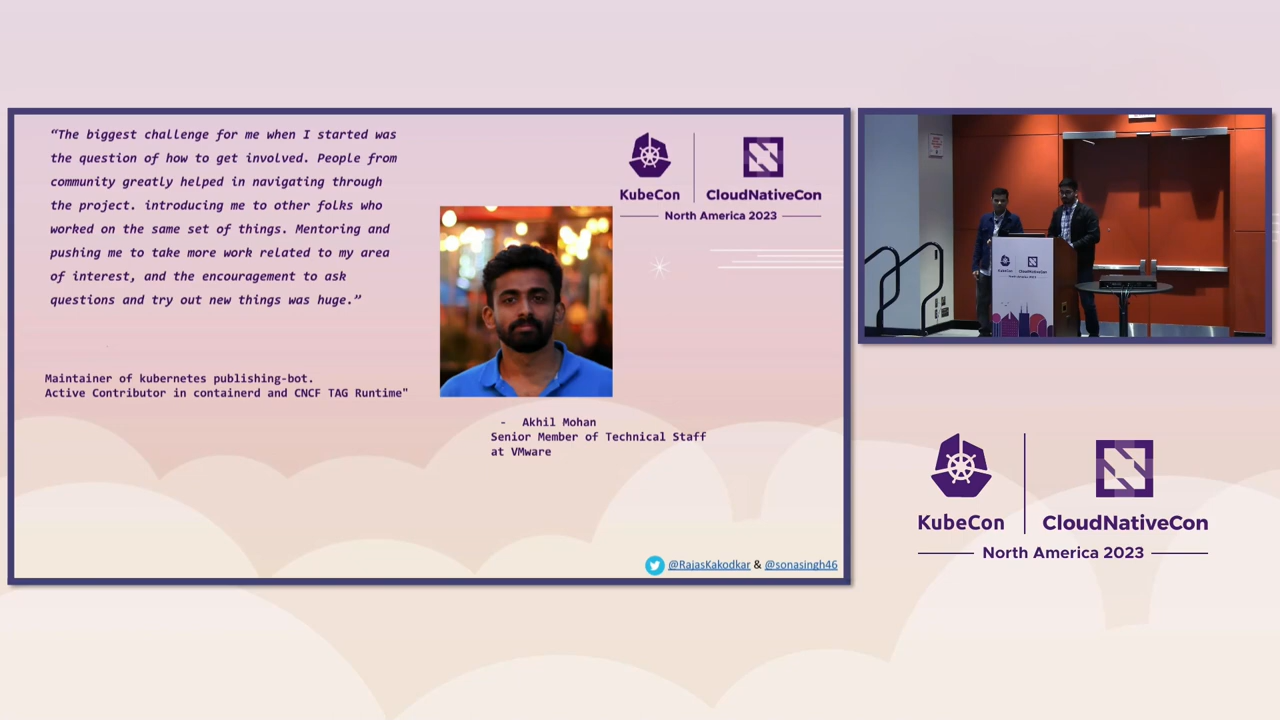 “The biggest challenge for me when I started was
the question of how to get involved. People from
community greatly helped in navigating through
the project. introducing me to other folks who
worked on the same set of things. Mentoring and
pushing me to take more work related to my area
of interest, and the encouragement to ask
questions and try out new things was huge.”
Maintainer of kubernetes publishing-bot.
Active Contributor in containerd and CNCF TAG Runtime"
KubeCon
CloudNativeCon
North America 2023
- Akhil Mohan
Senior Member of Technical Staff
at VMware
@RajasKakodkar & @sonasingh46
KubeCon
CloudNativeCon
North America 2023
KubeCon
CloudNativeCon
North America 2023